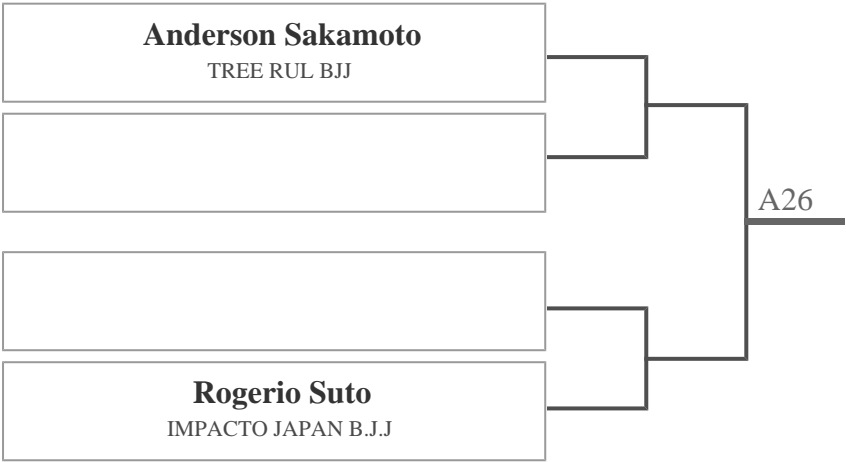 Anderson Sakamoto
TREE RUL BJJ
A26
Rogerio Suto
IMPACTO JAPAN B.J.J